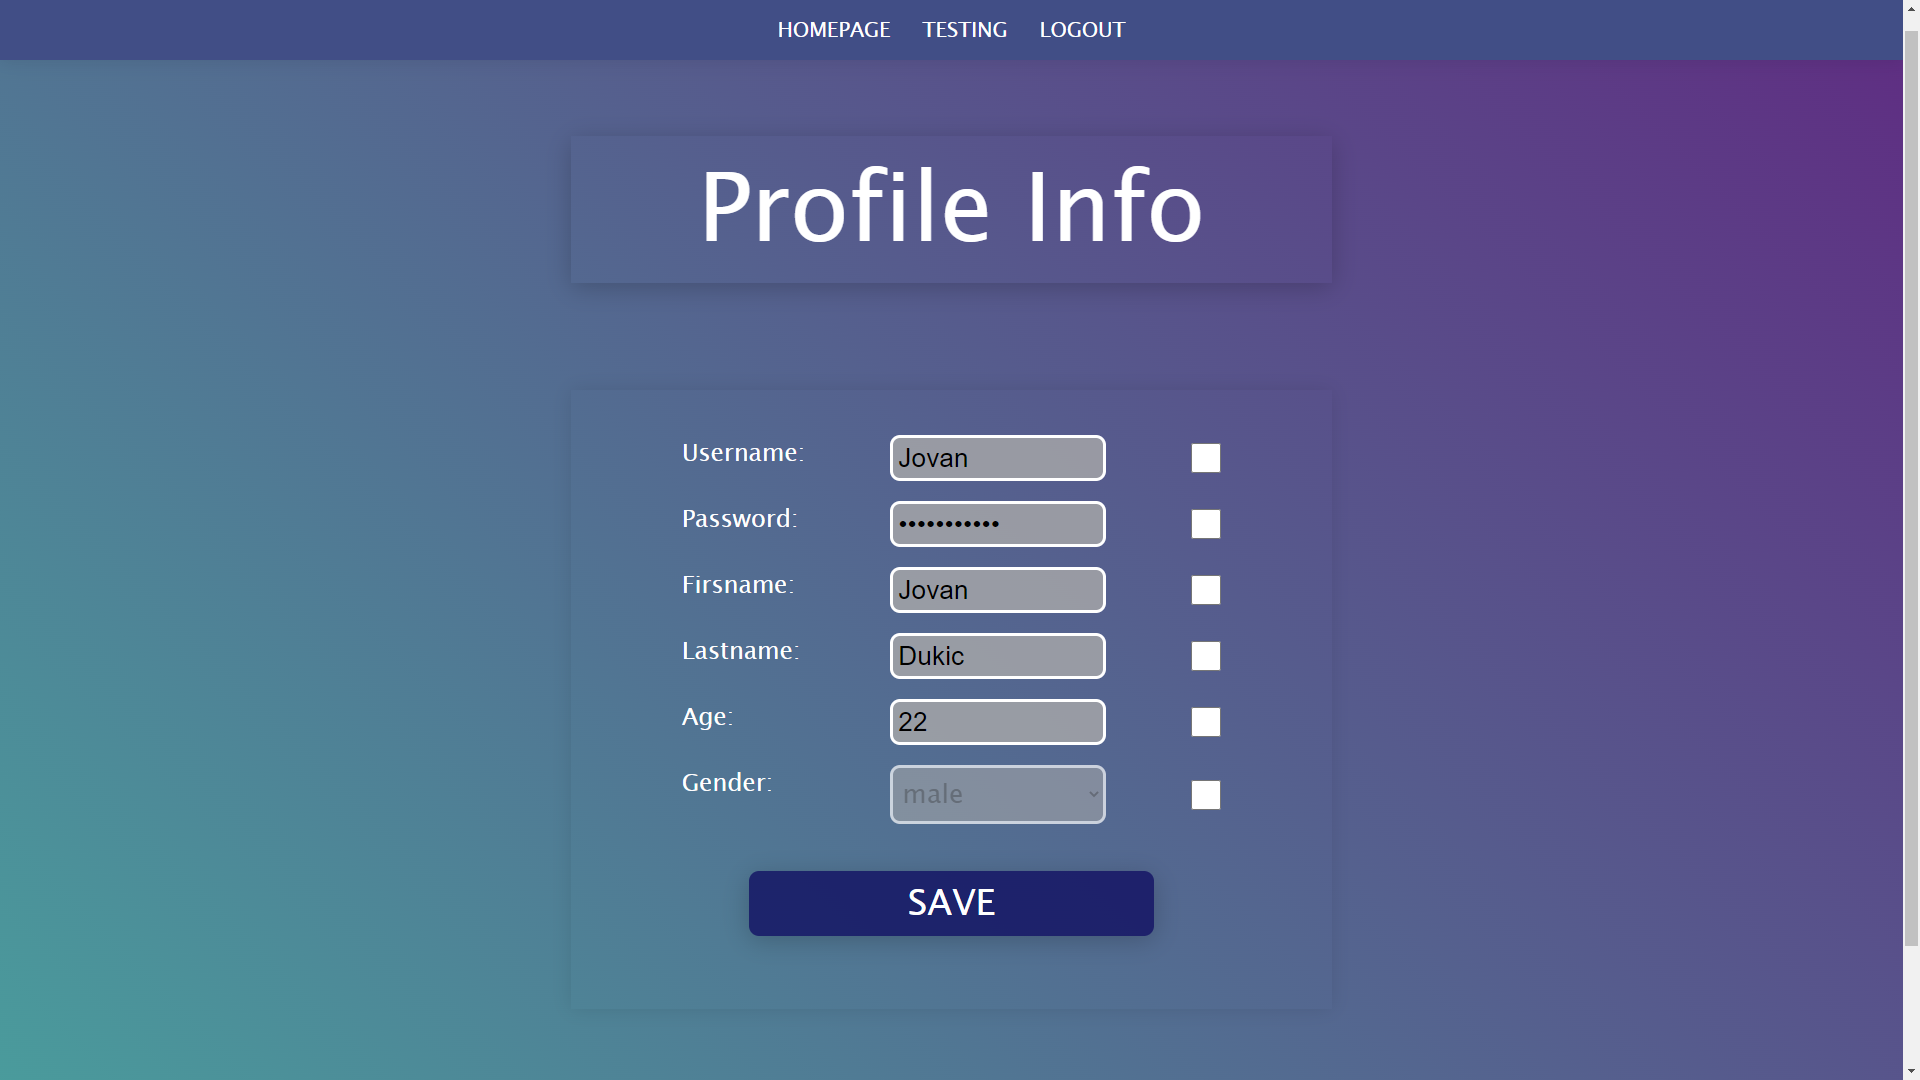 HOMEPAGE TESTING LOGOUT
Profile Info
Username: Jovan
Password: •••••••••••
Firsname: Jovan
Lastname: Dukic
Age: 22
Gender: male
SAVE